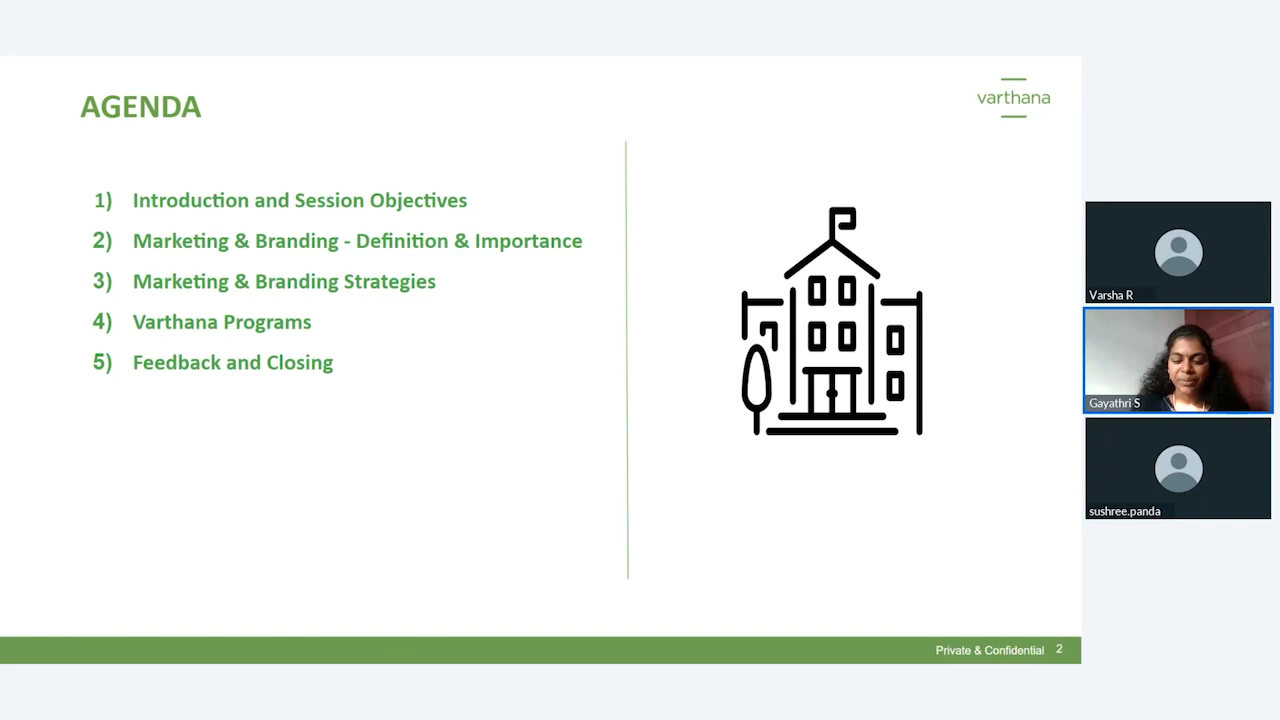 AGENDA
varthana
1) Introduction and Session Objectives
2) Marketing & Branding - Definition & Importance
3) Marketing & Branding Strategies
4) Varthana Programs
5) Feedback and Closing
Varsha R
Gayathri S
sushree.panda
Private & Confidential 2